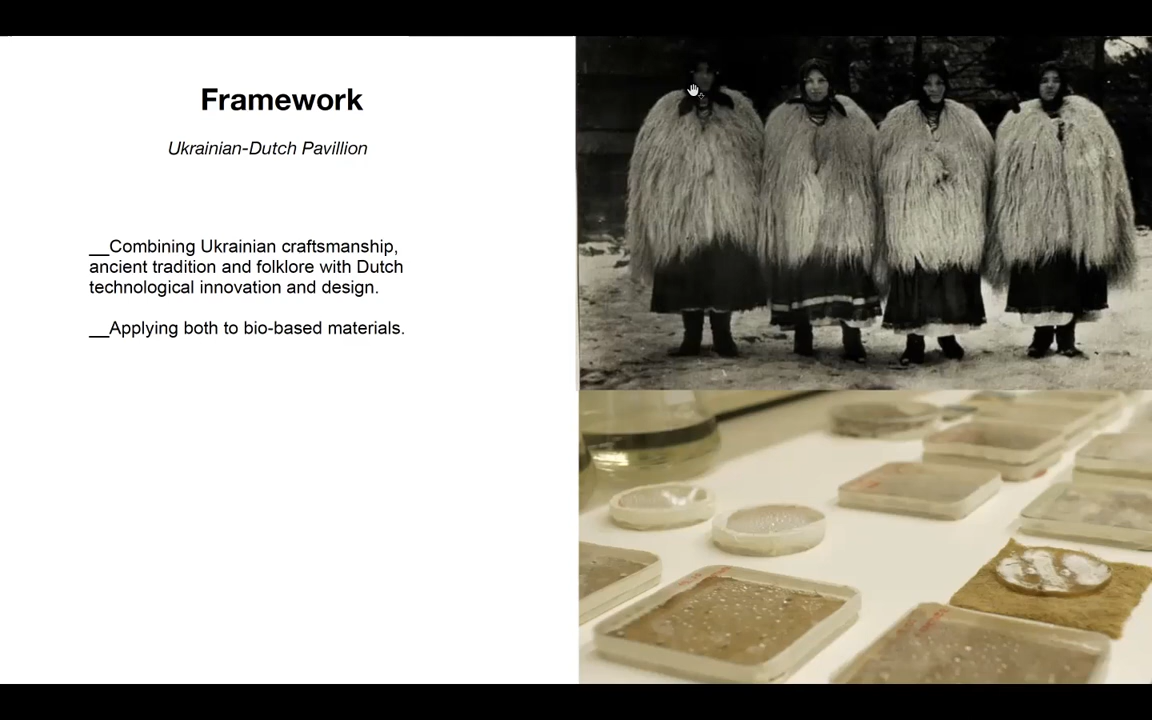 Framework
Ukrainian-Dutch Pavillion
__Combining Ukrainian craftsmanship,
ancient tradition and folklore with Dutch
technological innovation and design.
__Applying both to bio-based materials.